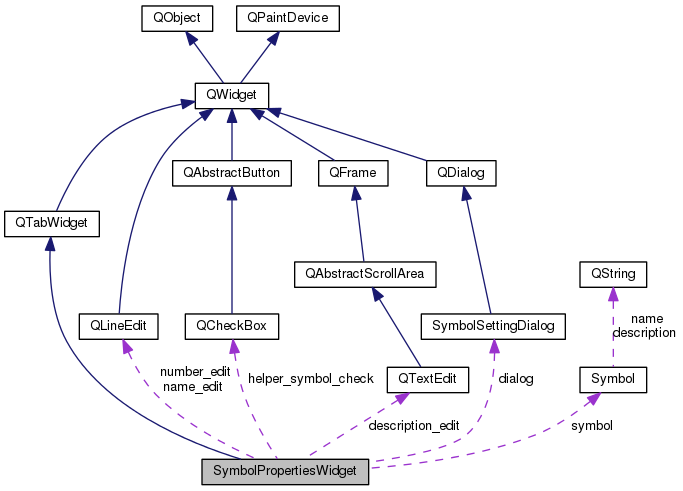 QObject
QPaintDevice
QWidget
QAbstractButton
QFrame
QDialog
QTabWidget
QAbstractScrollArea
QString
QLineEdit
QCheckBox
SymbolSettingDialog
name
description
number_edit
name_edit
helper_symbol_check
QTextEdit
dialog
Symbol
description_edit
symbol
SymbolPropertiesWidget